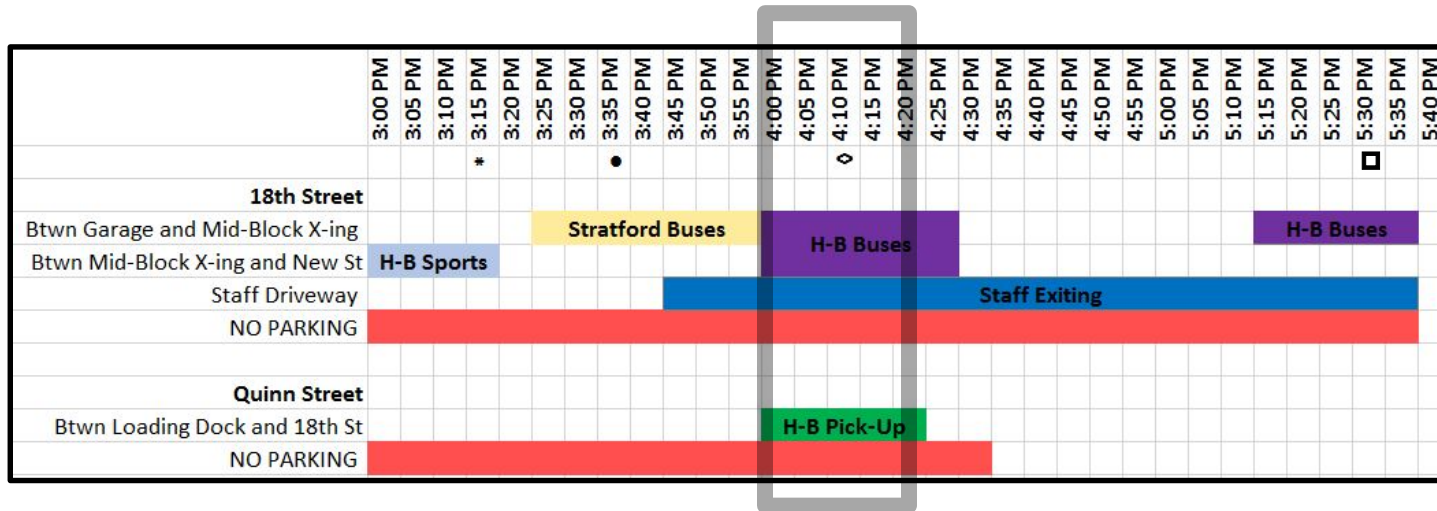 3:00 PM 3:05 PM 3:10 PM 3:15 PM 3:20 PM 3:25 PM 3:30 PM 3:35 PM 3:40 PM 3:45 PM 3:50 PM 3:55 PM 4:00 PM 4:05 PM 4:10 PM 4:15 PM 4:20 PM 4:25 PM 4:30 PM 4:35 PM 4:40 PM 4:45 PM 4:50 PM 4:55 PM 5:00 PM 5:05 PM 5:10 PM 5:15 PM 5:20 PM 5:25 PM 5:30 PM 5:35 PM 5:40 PM
*
18th Street
Btwn Garage and Mid-Block X-ing Stratford Buses H-B Buses H-B Buses
Btwn Mid-Block X-ing and New St H-B Sports
Staff Driveway Staff Exiting
NO PARKING
Quinn Street
Btwn Loading Dock and 18th St H-B Pick-Up
NO PARKING